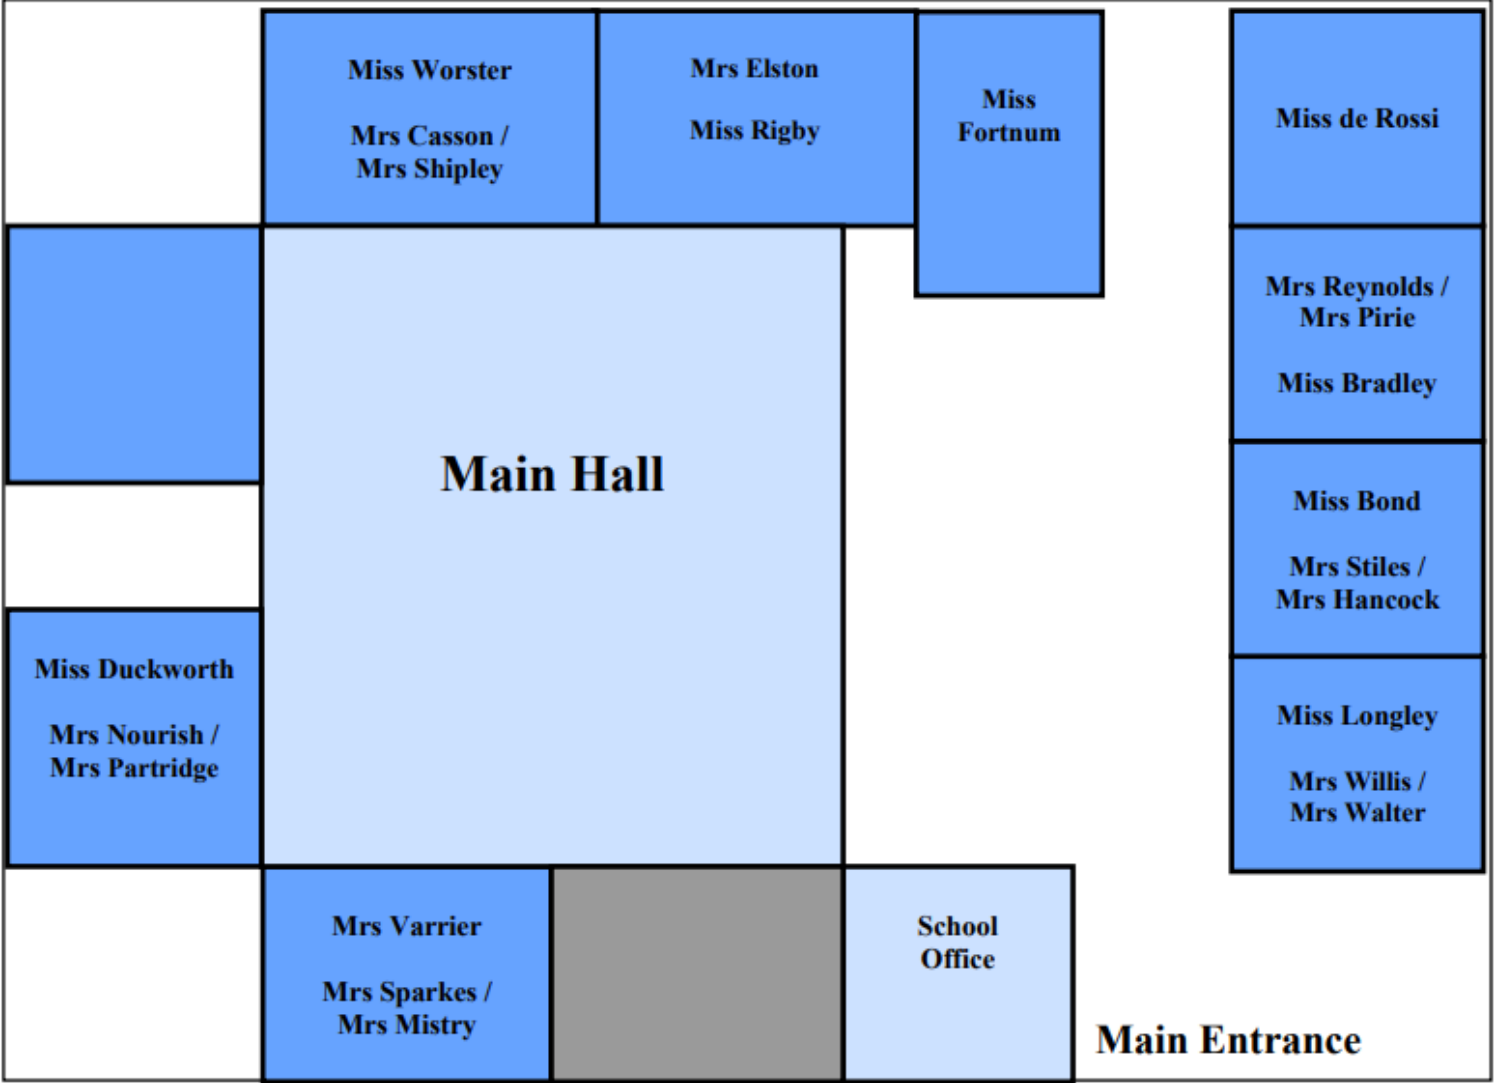 Miss Worster
Mrs Casson /
Mrs Shipley
Mrs Elston
Miss Rigby
Miss
Fortnum
Miss de Rossi
Mrs Reynolds /
Mrs Pirie
Miss Bradley
Main Hall
Miss Bond
Mrs Stiles /
Mrs Hancock
Miss Duckworth
Mrs Nourish /
Mrs Partridge
Miss Longley
Mrs Willis /
Mrs Walter
Mrs Varrier
Mrs Sparkes /
Mrs Mistry
School
Office
Main Entrance